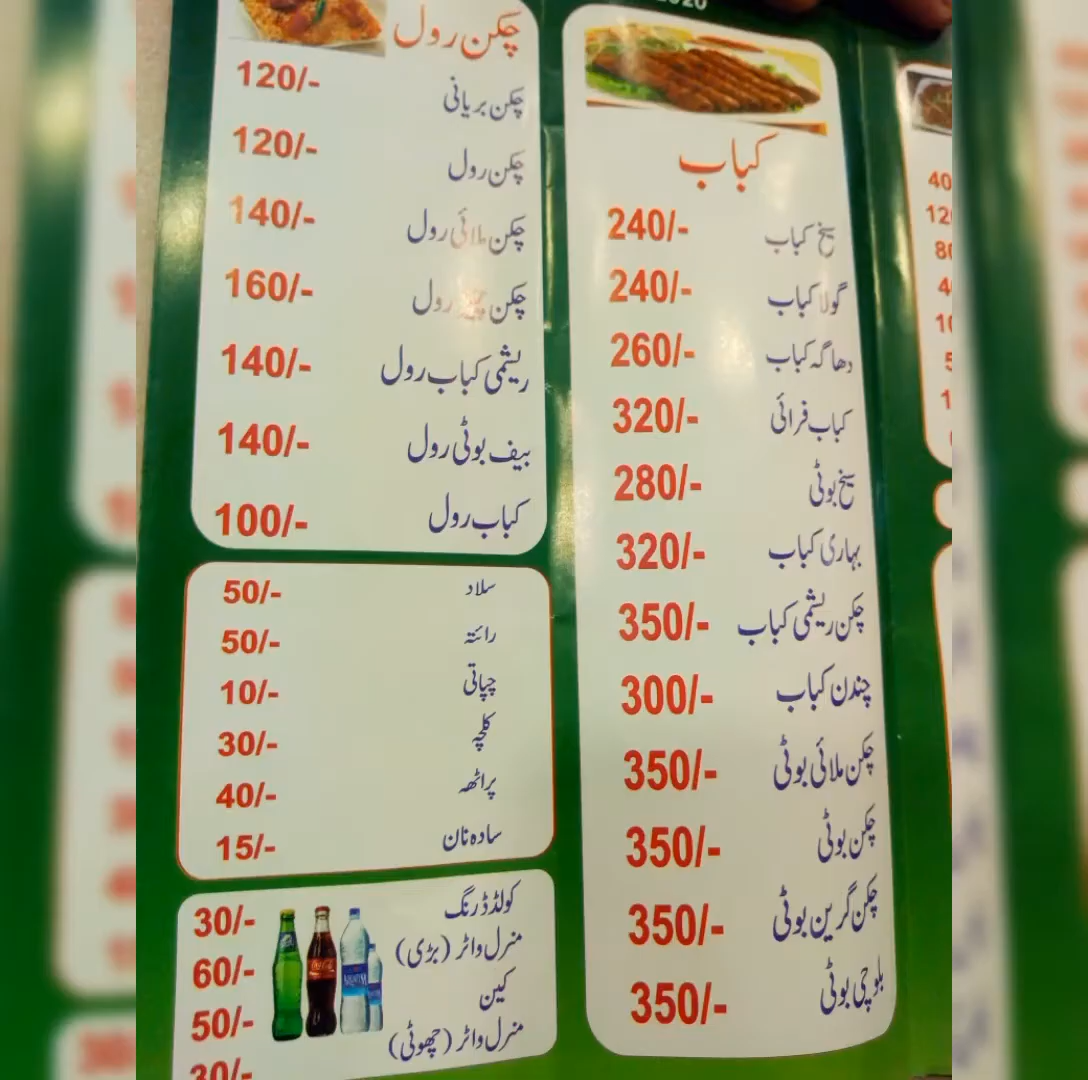 2020
چکن رول
چکن بریانی 120/-
چکن رول 120/-
چکن ملائی رول 140/-
چکن رول 160/-
ریشمی کباب رول 140/-
بیف بوٹی رول 140/-
کباب رول 100/-
سلاد 50/-
رائتہ 50/-
چپاتی 10/-
کلچہ 30/-
پراٹھہ 40/-
سادہ نان 15/-
کولڈڈرنگ 30/-
منرل واٹر (بڑی) 60/-
کین 50/-
منرل واٹر (چھوٹی) 30/-
کباب
سیخ کباب 240/-
گولا کباب 240/-
دھاگہ کباب 260/-
کباب فرائی 320/-
سیخ بوٹی 280/-
بہاری کباب 320/-
چکن ریشمی کباب 350/-
چندن کباب 300/-
چکن ملائی بوٹی 350/-
چکن بوٹی 350/-
چکن گرین بوٹی 350/-
بلوچی بوٹی 350/-